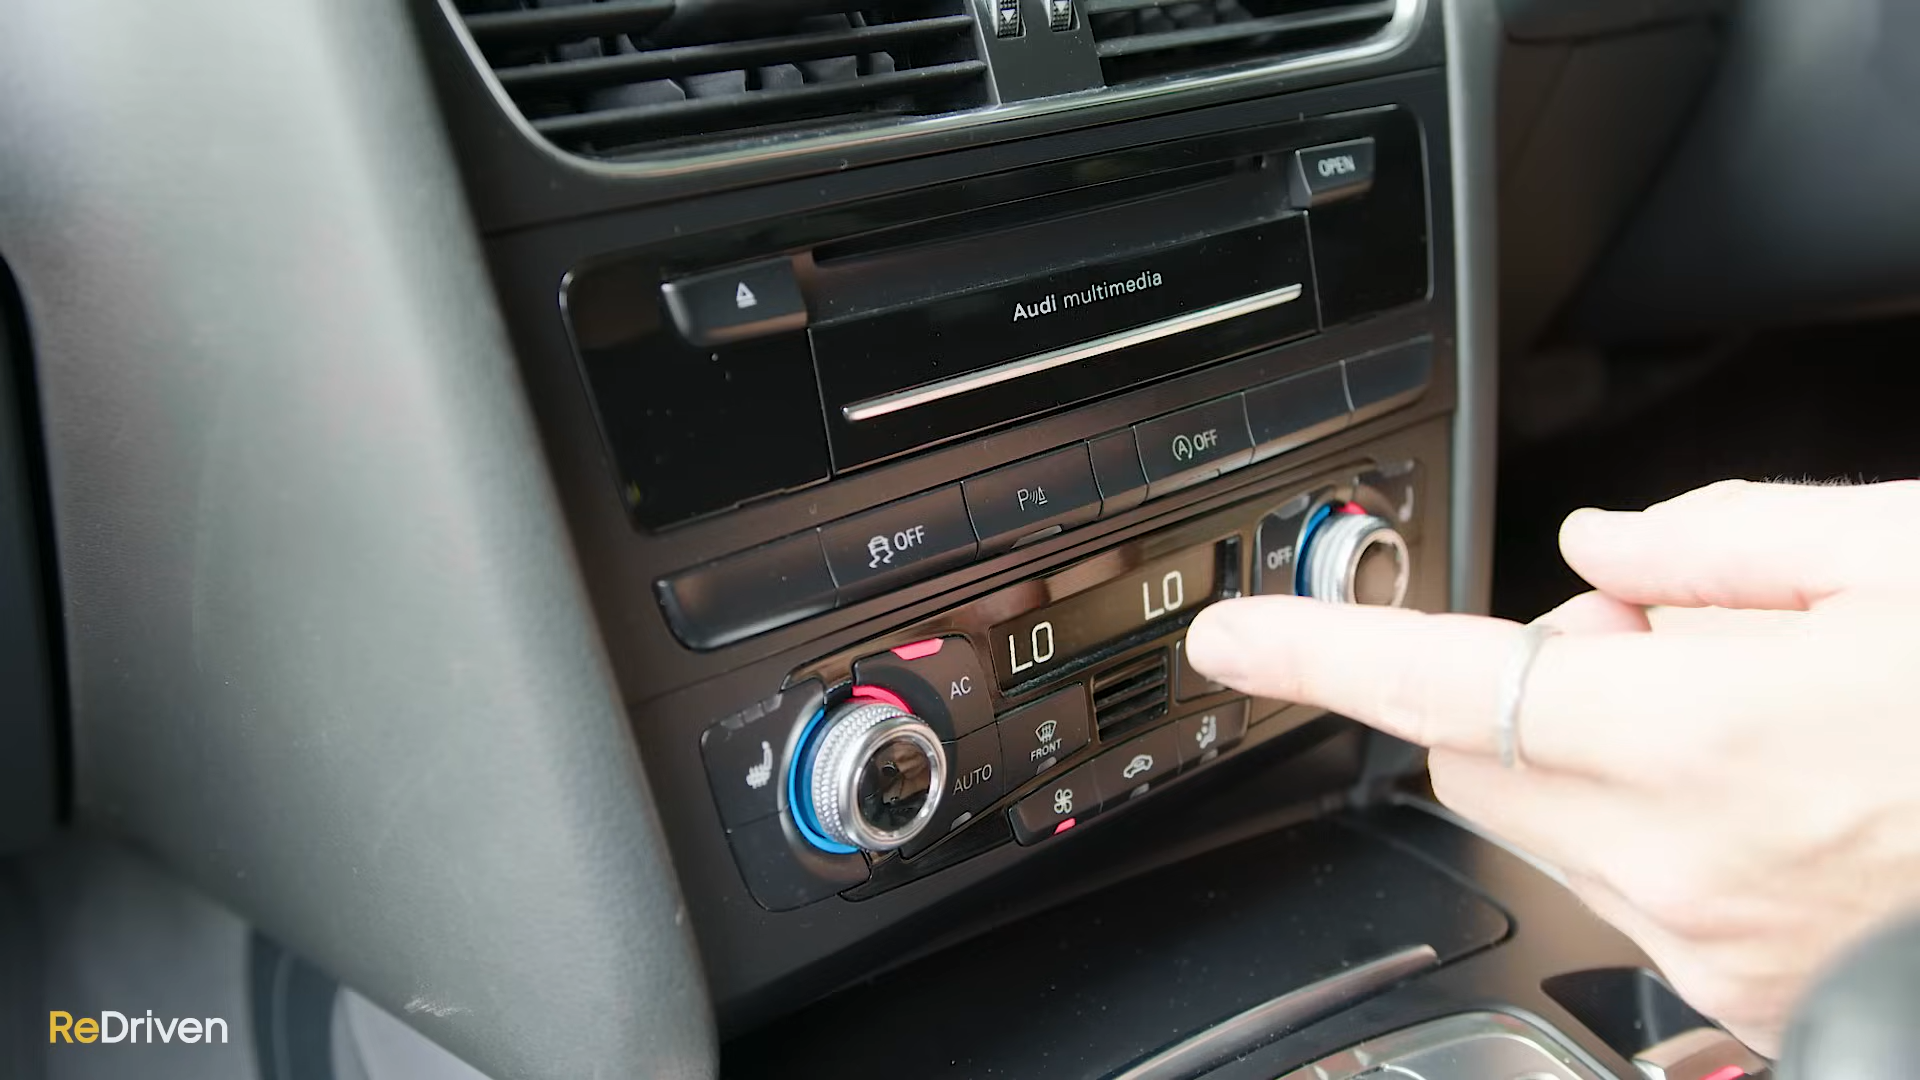 OPEN
Audi multimedia
A OFF
P
OFF
LO
LO
OFF
AC
FRONT
AUTO
ReDriven